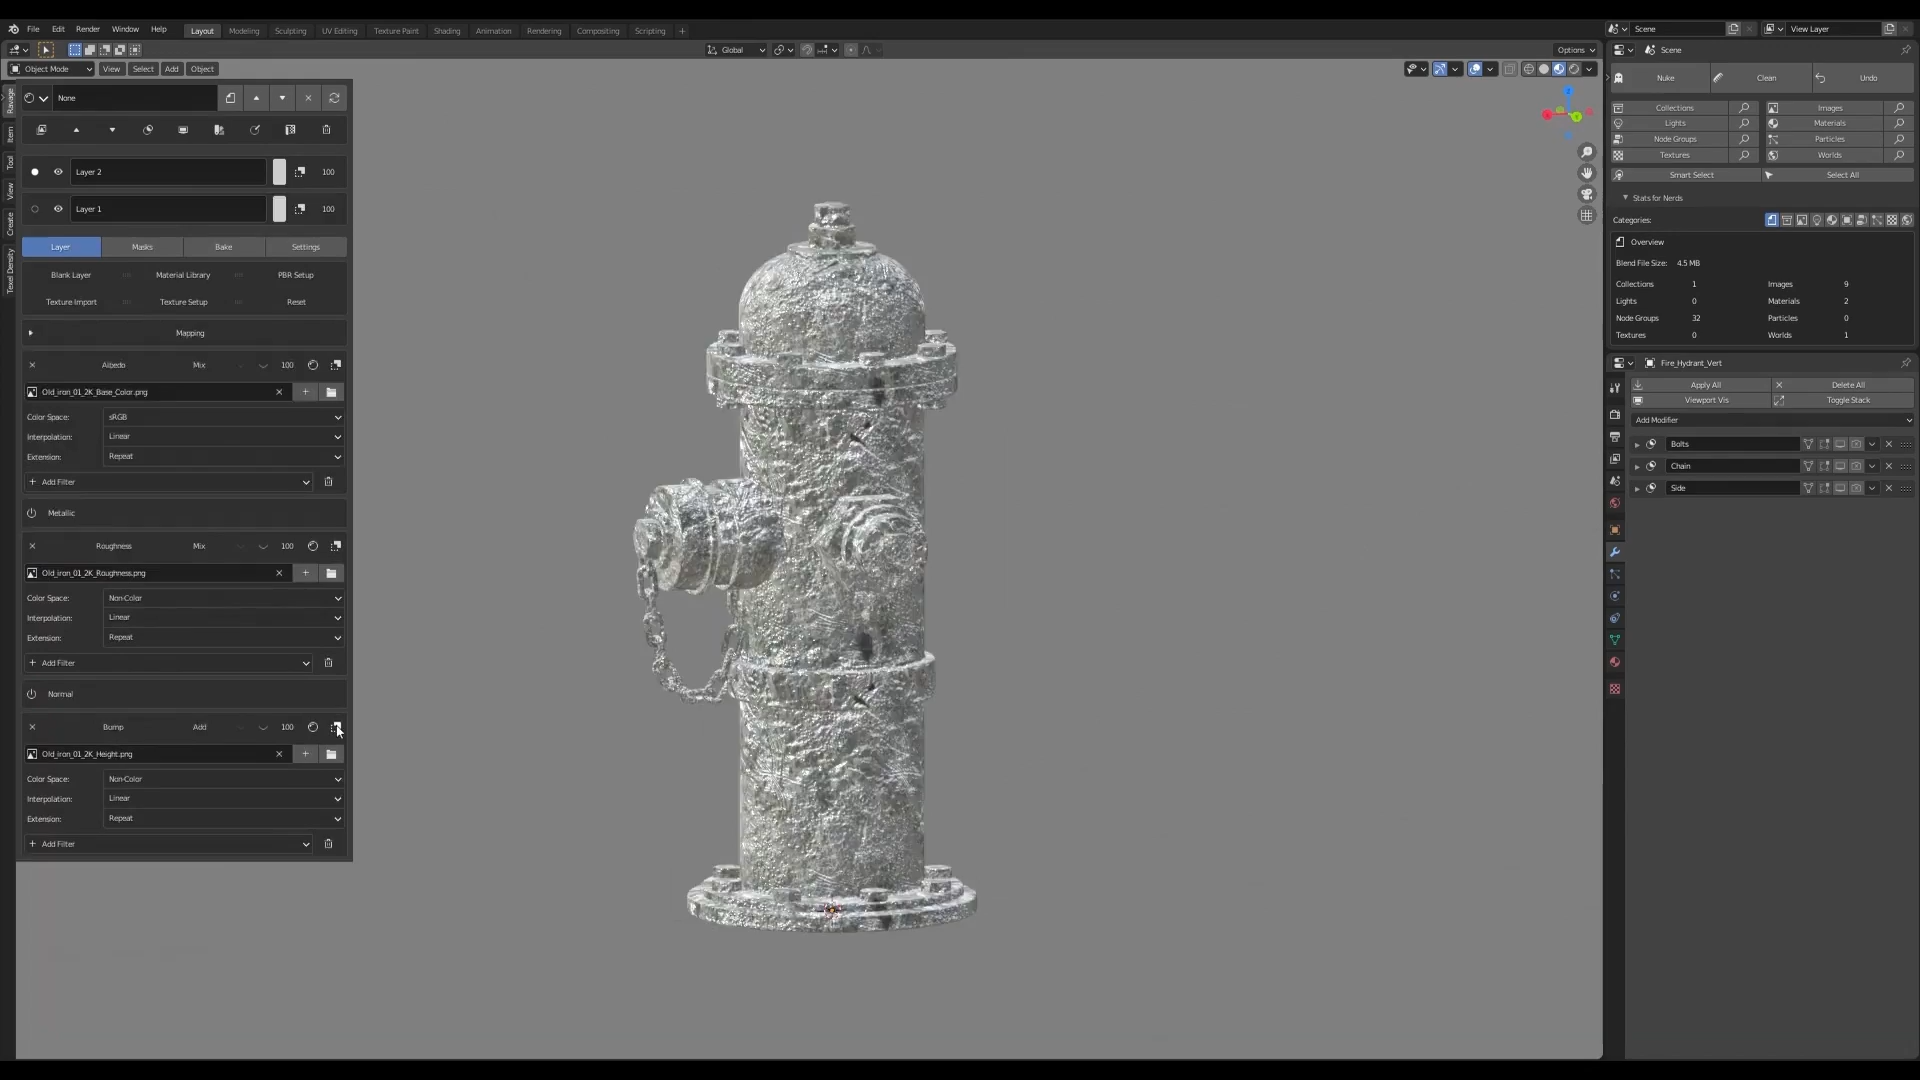 File Edit Render Window Help Layout Modeling Sculpting UV Editing Texture Paint Shading Animation Rendering Compositing Scripting + Scene View Layer
Global Options Scene
Object Mode View Select Add Object
Nuke Clean Undo
None
Collections Images
Lights Materials
Node Groups Particles
Textures Worlds
Smart Select Select All
Stats for Nerds
Categories:
Overview
Blend File Size: 4.5 MB
Collections 1 Images 9
Lights 0 Materials 2
Node Groups 32 Particles 0
Textures 0 Worlds 1
Ravage
Item
Tool
View
Create
Texel Density
Layer 2 100
Layer 1 100
Layer Masks Bake Settings
Blank Layer Material Library PBR Setup
Texture Import Texture Setup Reset
Mapping
Albedo Mix 100
Old_iron_01_2K_Base_Color.png
Color Space: sRGB
Interpolation: Linear
Extension: Repeat
+ Add Filter
Metallic
Roughness Mix 100
Old_iron_01_2K_Roughness.png
Color Space: Non-Color
Interpolation: Linear
Extension: Repeat
+ Add Filter
Normal
Bump Add 100
Old_iron_01_2K_Height.png
Color Space: Non-Color
Interpolation: Linear
Extension: Repeat
+ Add Filter
Fire_Hydrant_Vert
Apply All Delete All
Viewport Vis Toggle Stack
Add Modifier
Bolts
Chain
Side